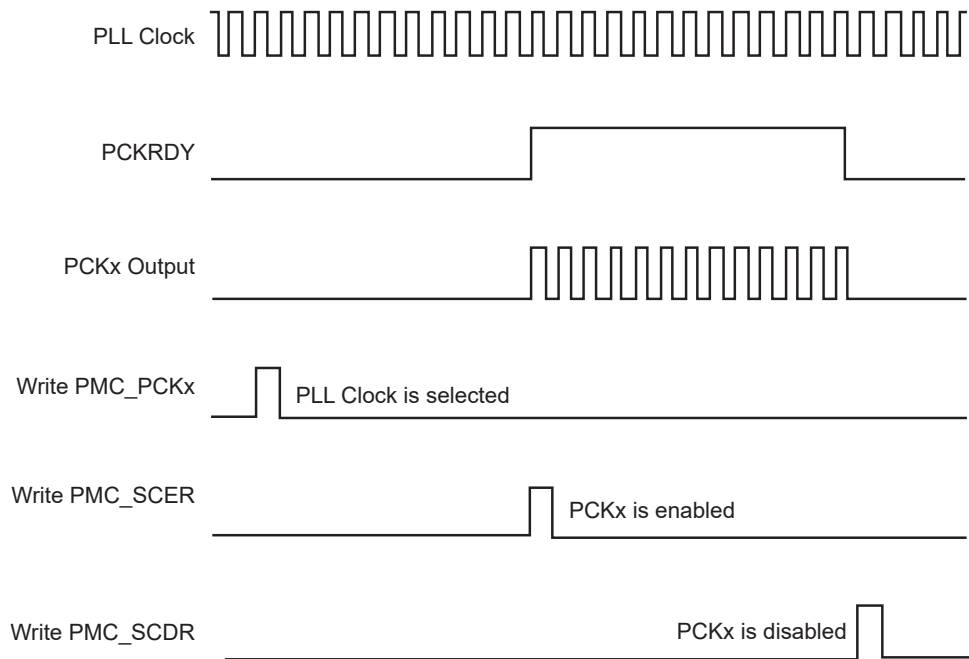 PLL Clock
PCKRDY
PCKx Output
Write PMC_PCKx
PLL Clock is selected
Write PMC_SCER
PCKx is enabled
Write PMC_SCDR
PCKx is disabled